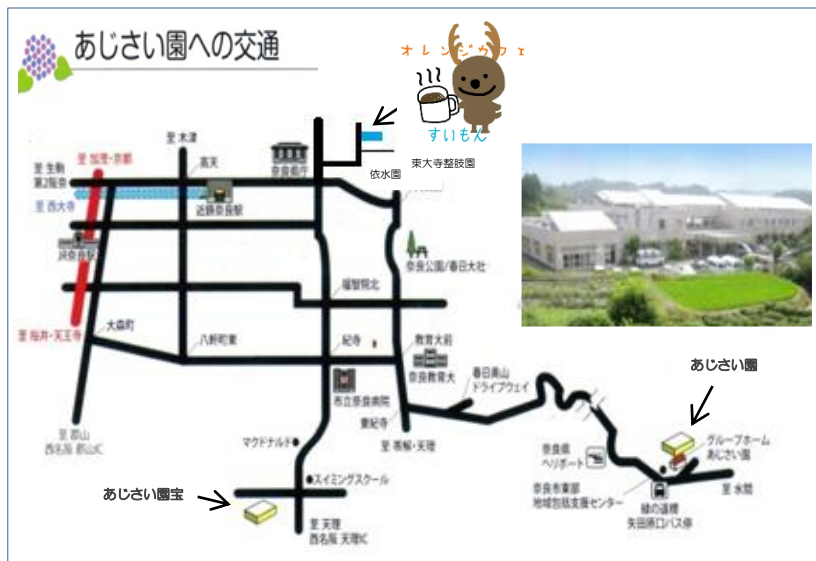 あじさい園への交通
オレンジカフェ
すいもん
東大寺整肢園
依水園
至 木津
高天
奈良県庁
至 加茂・京都
至 生駒
第2阪奈
至 西大寺
近鉄奈良駅
JR奈良駅
奈良公園/春日大社
福智院北
大森町
至 桜井・天王寺
八軒町東
紀寺
教育大前
奈良教育大
市立奈良病院
春日奥山
ドライブウェイ
東紀寺
至 帯解・天理
至 郡山
西名阪 郡山IC
マクドナルド
スイミングスクール
あじさい園宝
至 天理
西名阪 天理IC
あじさい園
グループホーム
あじさい園
奈良県
ヘリポート
奈良市東部
地域包括支援センター
緑の道標
矢田原口バス停
至 水間